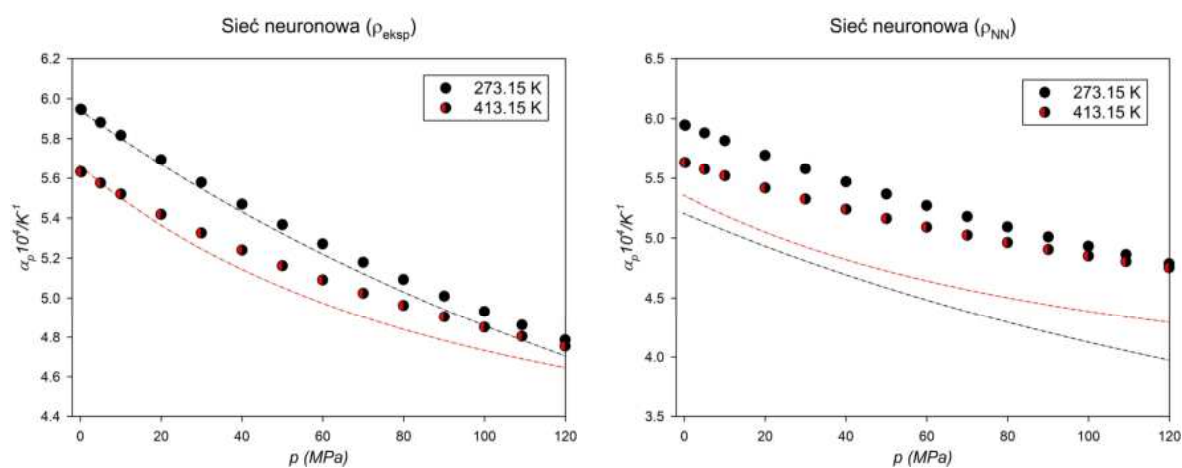 Sieć neuronowa (ρeksp)
6.2
6.0
5.8
5.6
5.4
5.2
5.0
4.8
4.6
4.4
αp10⁴/K⁻¹
273.15 K
413.15 K
0 20 40 60 80 100 120
p (MPa)
Sieć neuronowa (ρNN)
6.5
6.0
5.5
5.0
4.5
4.0
3.5
αp10⁴/K⁻¹
273.15 K
413.15 K
0 20 40 60 80 100 120
p (MPa)